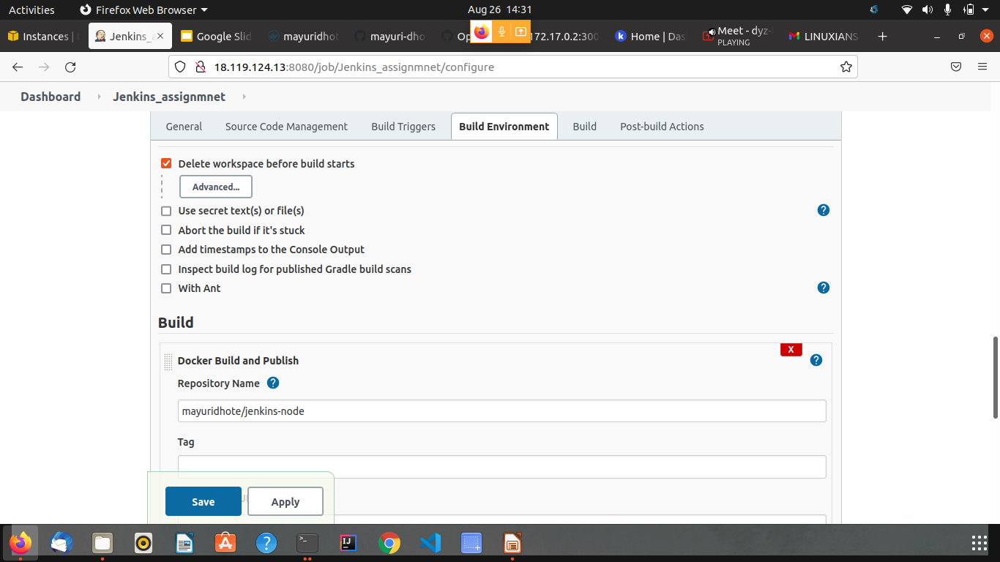 Activities Firefox Web Browser Aug 26 14:31
Instances | Jenkins_a Google Slid mayuridhot mayuri-dho Op 172.17.0.2:300 Home | Das Meet - dyz- LINUXIANS
PLAYING
18.119.124.13:8080/job/Jenkins_assignmnet/configure
Dashboard Jenkins_assignmnet
General Source Code Management Build Triggers Build Environment Build Post-build Actions
Delete workspace before build starts
Advanced...
Use secret text(s) or file(s)
Abort the build if it's stuck
Add timestamps to the Console Output
Inspect build log for published Gradle build scans
With Ant
Build
X
Docker Build and Publish
Repository Name
mayuridhote/jenkins-node
Tag
Save Apply